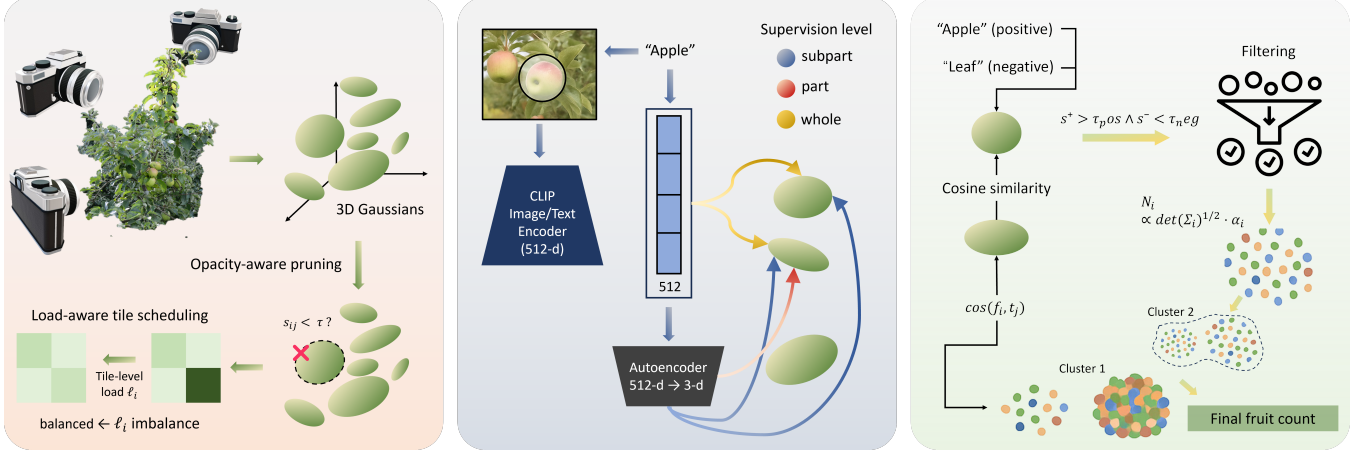 3D Gaussians
Opacity-aware pruning
Load-aware tile scheduling
s_{ij} < τ ?
Tile-level
load ℓ_i
balanced ← ℓ_i imbalance
"Apple"
Supervision level
subpart
part
whole
CLIP
Image/Text
Encoder
(512-d)
512
Autoencoder
512-d → 3-d
"Apple" (positive)
"Leaf" (negative)
Filtering
s⁺ > τ_pos ∧ s⁻ < τ_neg
Cosine similarity
N_i
∝ det(Σ_i)^{1/2} · α_i
cos(f_i, t_j)
Cluster 2
Cluster 1
Final fruit count